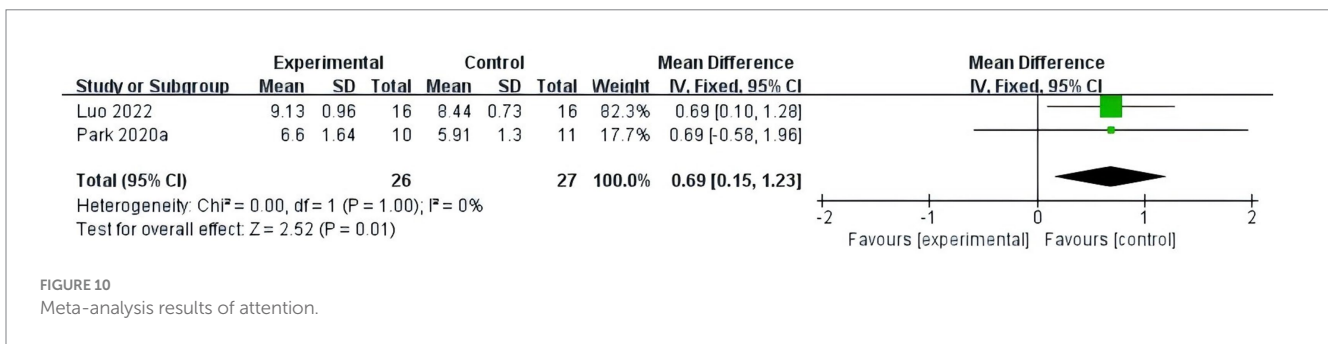 Experimental Control Mean Difference Mean Difference
Study or Subgroup Mean SD Total Mean SD Total Weight IV, Fixed, 95% CI IV, Fixed, 95% CI
Luo 2022 9.13 0.96 16 8.44 0.73 16 82.3% 0.69 [0.10, 1.28]
Park 2020a 6.6 1.64 10 5.91 1.3 11 17.7% 0.69 [-0.58, 1.96]
Total (95% CI) 26 27 100.0% 0.69 [0.15, 1.23]
Heterogeneity: Chi² = 0.00, df = 1 (P = 1.00); I² = 0%
Test for overall effect: Z = 2.52 (P = 0.01)
-2 -1 0 1 2
Favours [experimental] Favours [control]
FIGURE 10
Meta-analysis results of attention.